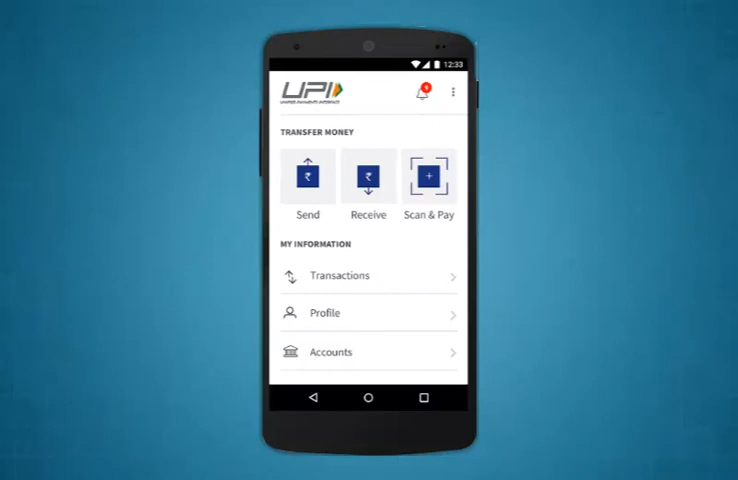 12:33
UPI
UNIFIED PAYMENTS INTERFACE
TRANSFER MONEY
₹ ₹
Send Receive Scan & Pay
MY INFORMATION
Transactions
Profile
Accounts